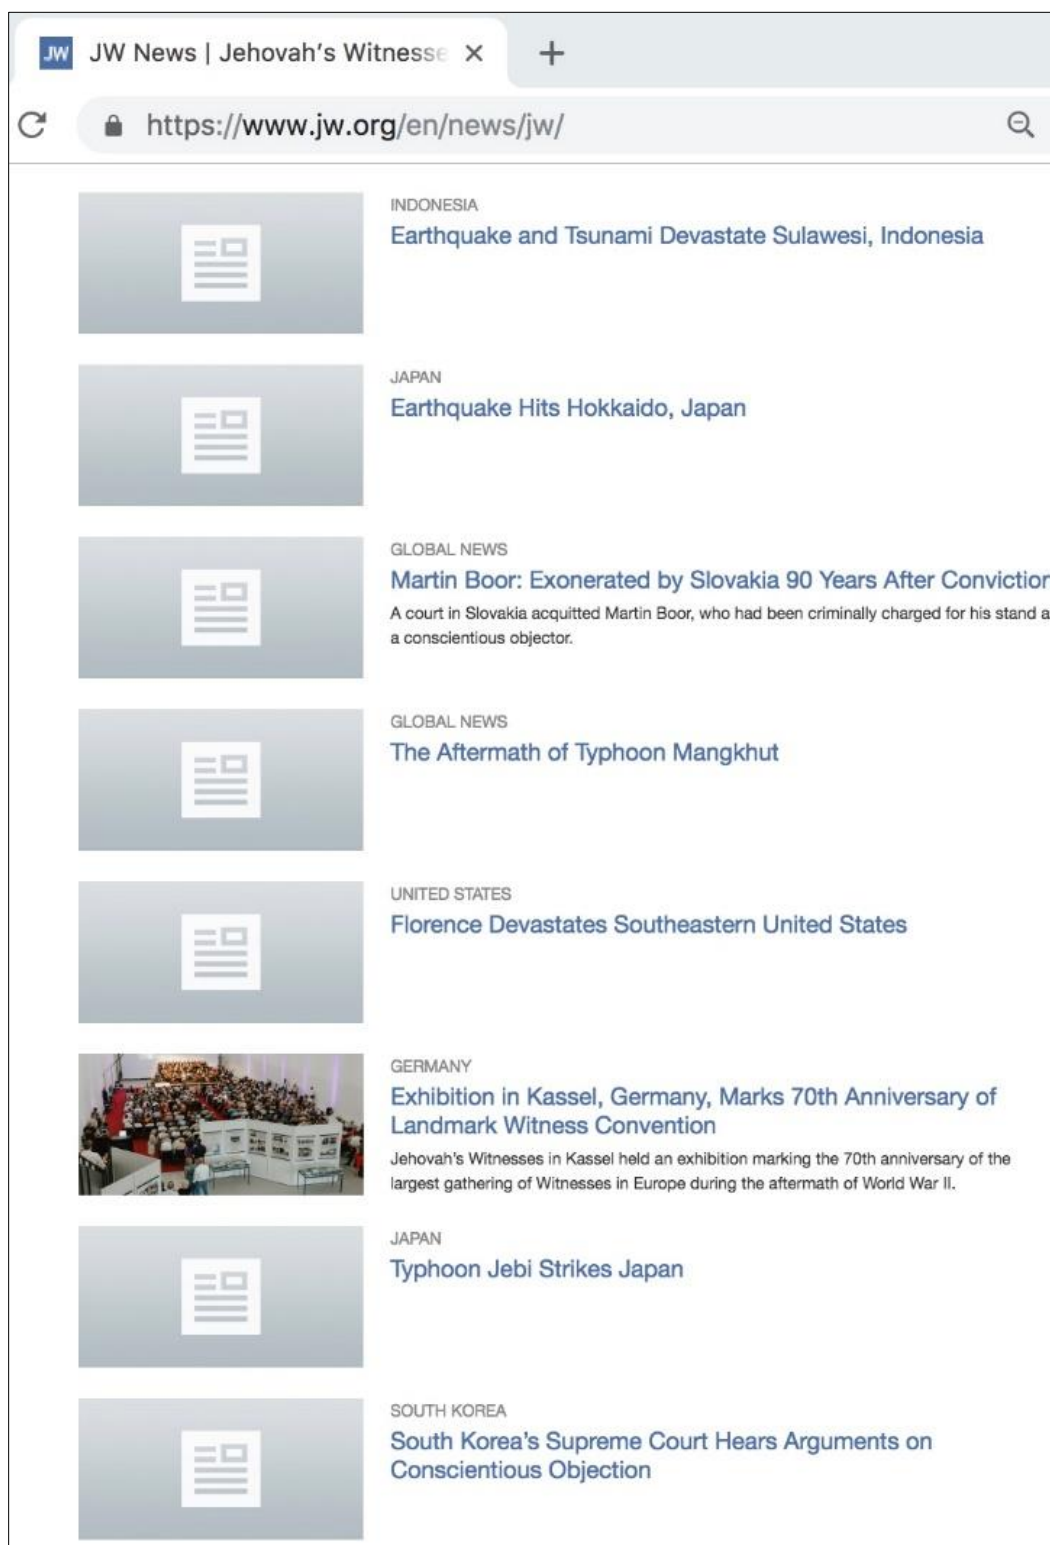 JW JW News | Jehovah's Witnesse
https://www.jw.org/en/news/jw/
INDONESIA
Earthquake and Tsunami Devastate Sulawesi, Indonesia
JAPAN
Earthquake Hits Hokkaido, Japan
GLOBAL NEWS
Martin Boor: Exonerated by Slovakia 90 Years After Conviction
A court in Slovakia acquitted Martin Boor, who had been criminally charged for his stand a
a conscientious objector.
GLOBAL NEWS
The Aftermath of Typhoon Mangkhut
UNITED STATES
Florence Devastates Southeastern United States
GERMANY
Exhibition in Kassel, Germany, Marks 70th Anniversary of
Landmark Witness Convention
Jehovah's Witnesses in Kassel held an exhibition marking the 70th anniversary of the
largest gathering of Witnesses in Europe during the aftermath of World War II.
JAPAN
Typhoon Jebi Strikes Japan
SOUTH KOREA
South Korea's Supreme Court Hears Arguments on
Conscientious Objection